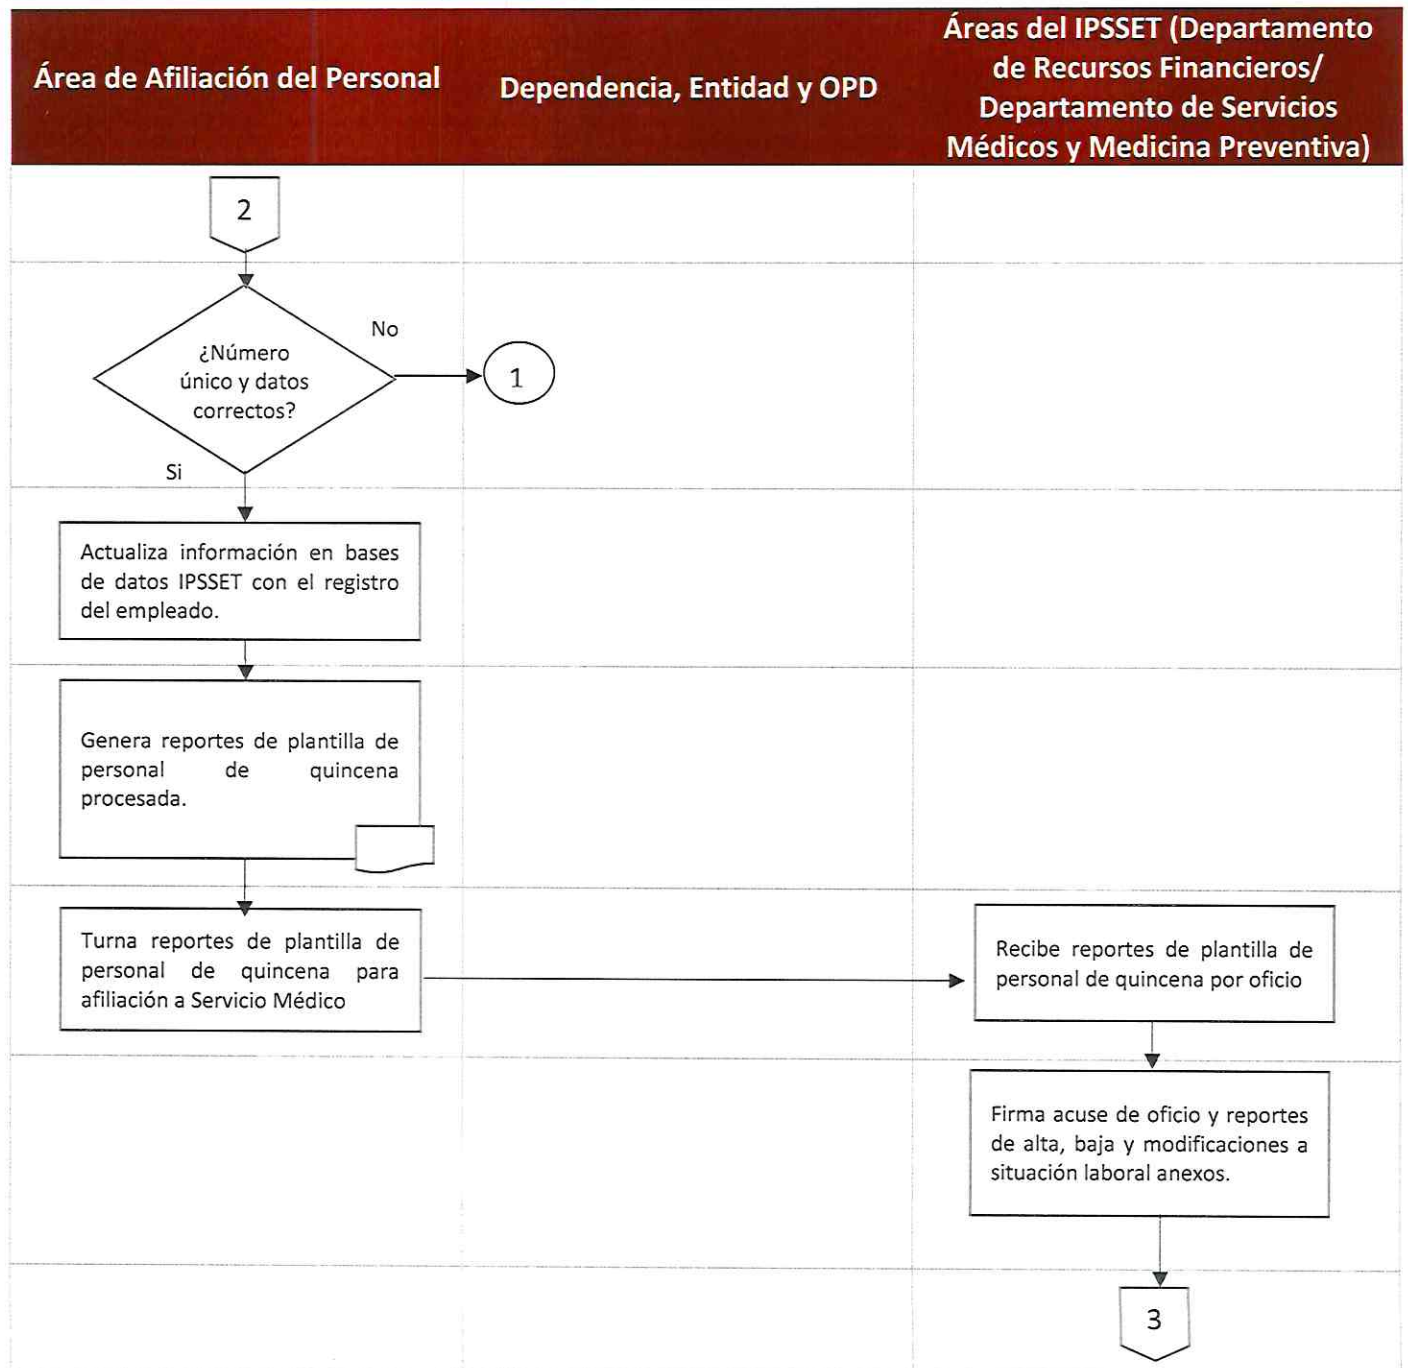 Área de Afiliación del Personal
Dependencia, Entidad y OPD
Áreas del IPSSET (Departamento
de Recursos Financieros/
Departamento de Servicios
Médicos y Medicina Preventiva)
2
No
¿Número
único y datos
correctos?
1
Si
Actualiza información en bases
de datos IPSSET con el registro
del empleado.
Genera reportes de plantilla de
personal de quincena
procesada.
Turna reportes de plantilla de
personal de quincena para
afiliación a Servicio Médico
Recibe reportes de plantilla de
personal de quincena por oficio
Firma acuse de oficio y reportes
de alta, baja y modificaciones a
situación laboral anexos.
3